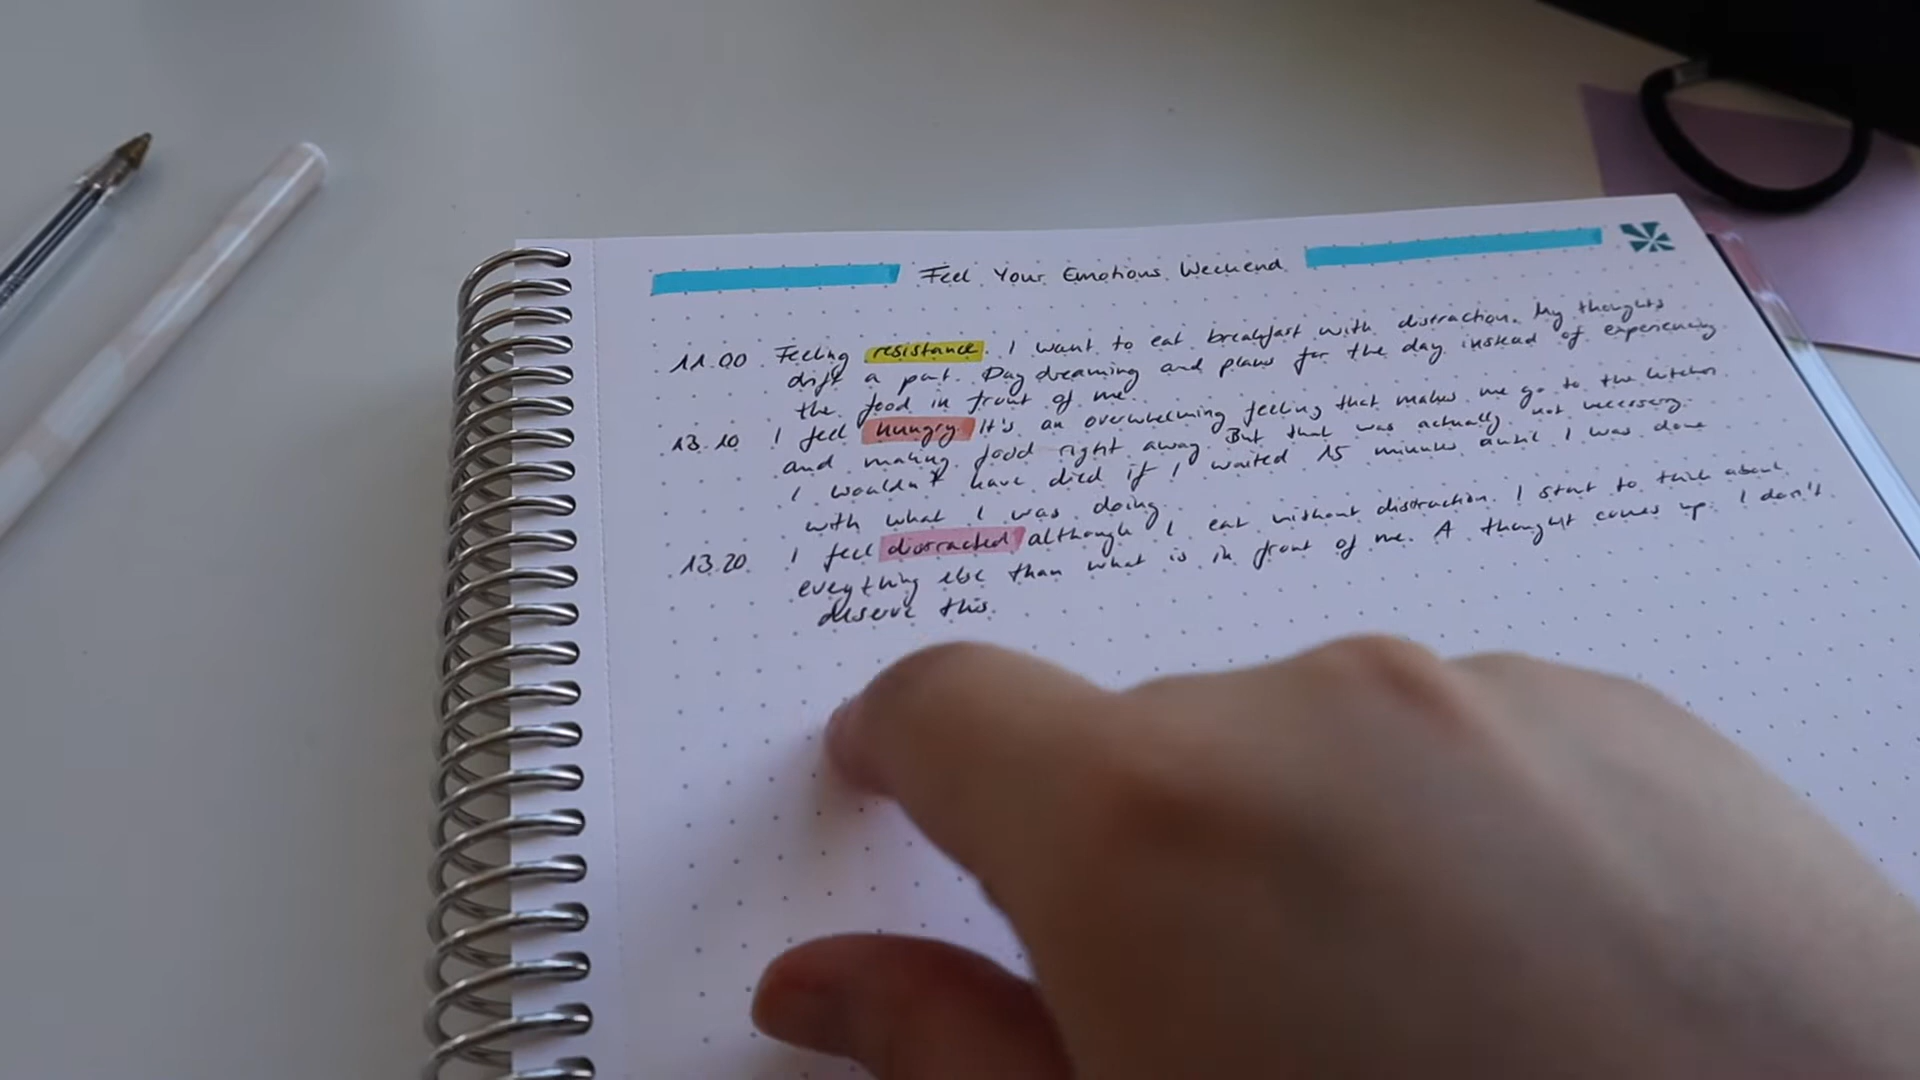 Feel Your Emotions Weekend
11.00 Feeling resistance. I want to eat breakfast with distraction. My thoughts
drift a part. Day dreaming and plans for the day instead of experiencing
the food in front of me.
13.10 I feel hungry. It's an overwhelming feeling that makes me go to the kitchen
and making food right away. But that was actually not necessary.
I wouldn't have died if I waited 15 minutes until I was done
with what I was doing.
13.20 I feel distracted although I eat without distraction. I start to think about
eveything else than what is in front of me. A thought comes up: I don't
deserve this.